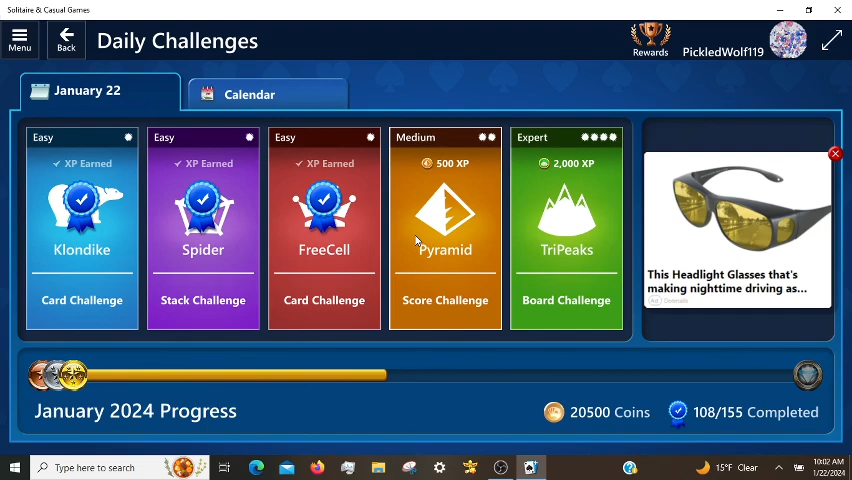 Solitaire & Casual Games
Menu
Back
Daily Challenges
Rewards
PickledWolf119
January 22
Calendar
Easy
XP Earned
Klondike
Card Challenge
Easy
XP Earned
Spider
Stack Challenge
Easy
XP Earned
FreeCell
Card Challenge
Medium
500 XP
Pyramid
Score Challenge
Expert
2,000 XP
TriPeaks
Board Challenge
This Headlight Glasses that's
making nighttime driving as...
Ad
January 2024 Progress
20500 Coins
108/155 Completed
Type here to search
15°F Clear
10:02 AM
1/22/2024